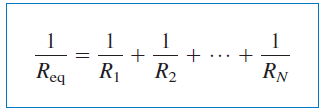 1/R_eq = 1/R_1 + 1/R_2 + ··· + 1/R_N